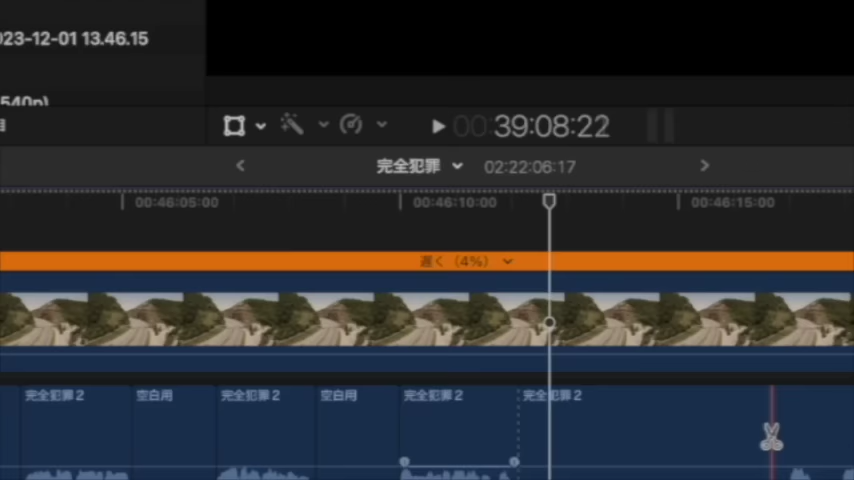 023-12-01 13.46.15
540p)
00:39:08:22
完全犯罪 02:22:06:17
00:46:05:00 00:46:10:00 00:46:15:00
遅く (4%)
完全犯罪 2 空白用 完全犯罪 2 空白用 完全犯罪 2 完全犯罪 2